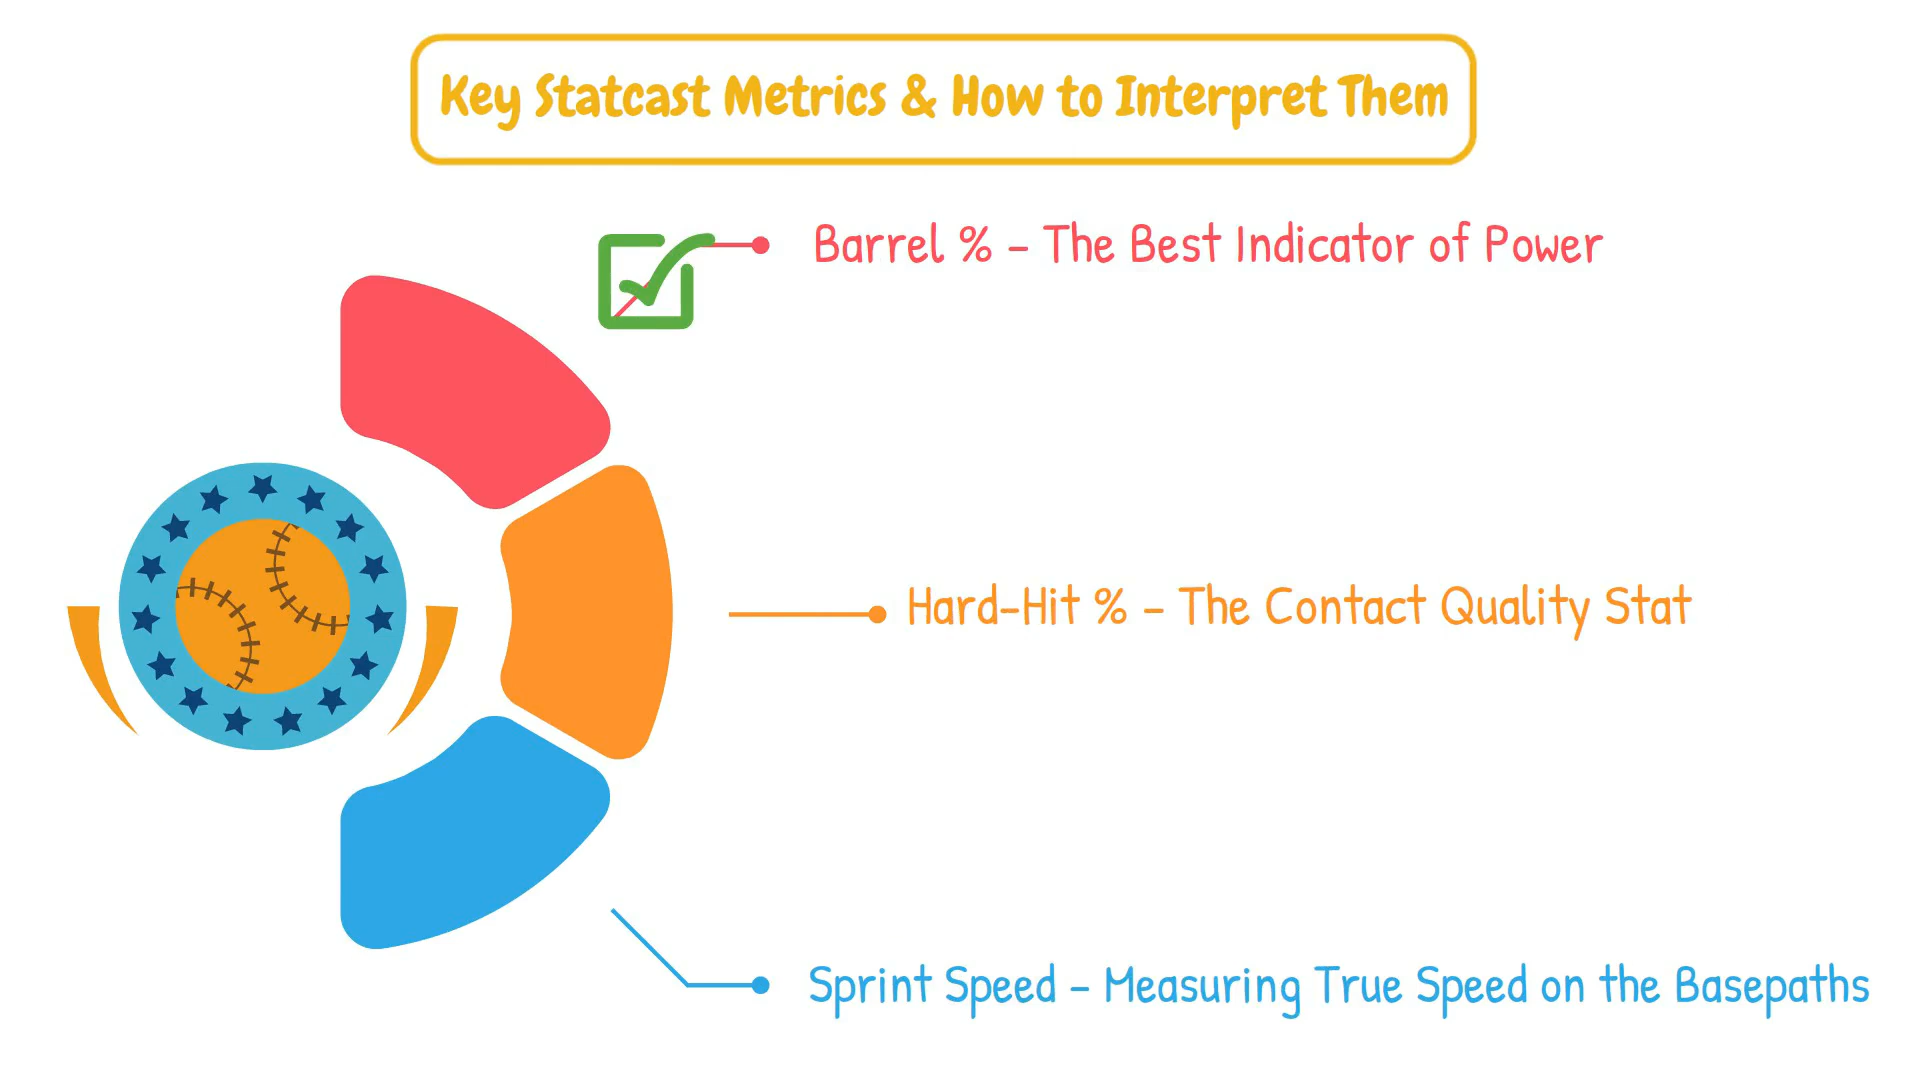 Key Statcast Metrics & How to Interpret Them
Barrel % - The Best Indicator of Power
Hard-Hit % - The Contact Quality Stat
Sprint Speed - Measuring True Speed on the Basepaths